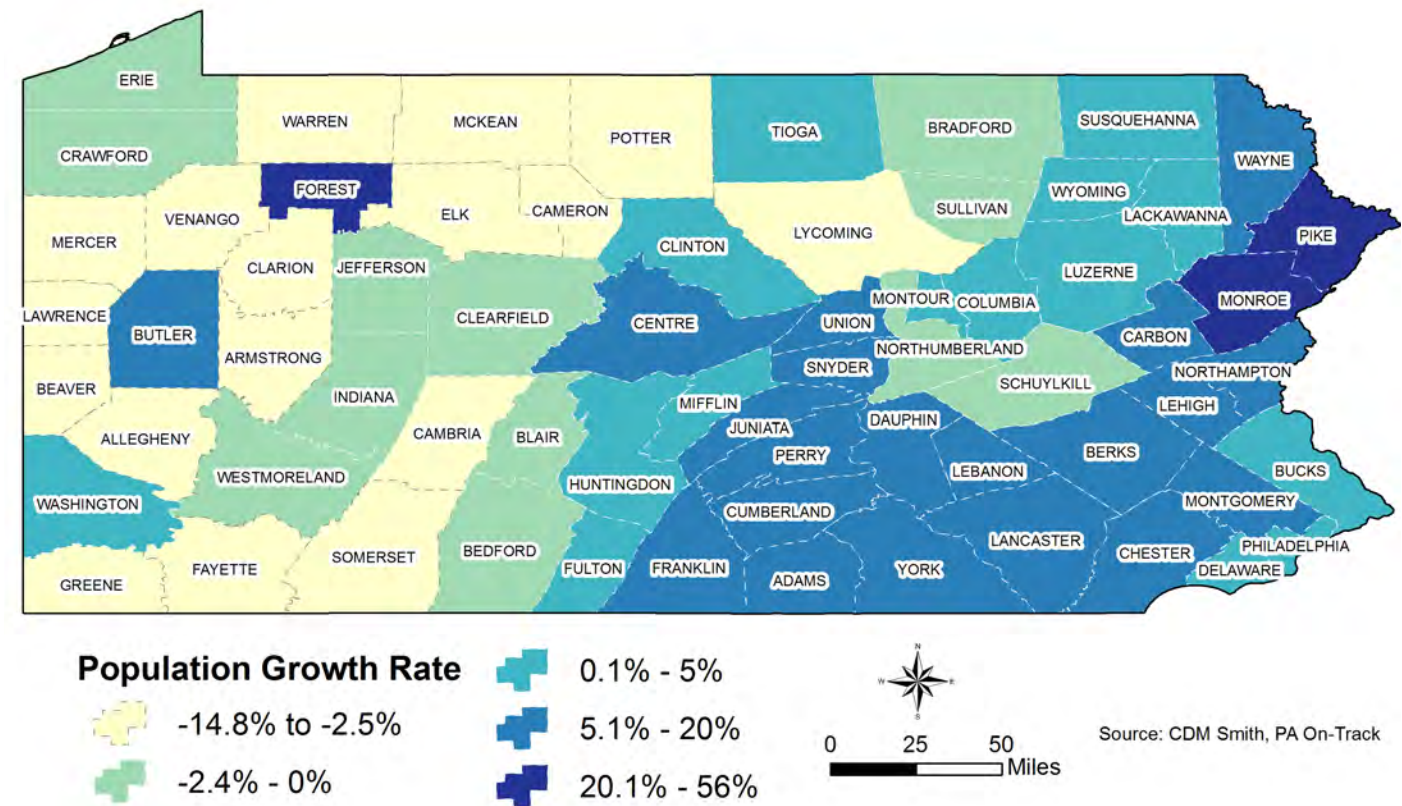 ERIE
WARREN
MCKEAN
POTTER
TIOGA
BRADFORD
SUSQUEHANNA
CRAWFORD
WAYNE
FOREST
WYOMING
VENANGO
ELK
CAMERON
SULLIVAN
LACKAWANNA
MERCER
CLINTON
LYCOMING
PIKE
CLARION
JEFFERSON
LUZERNE
MONROE
LAWRENCE
BUTLER
CLEARFIELD
CENTRE
UNION
MONTOUR
COLUMBIA
CARBON
ARMSTRONG
NORTHUMBERLAND
SNYDER
BEAVER
INDIANA
SCHUYLKILL
NORTHAMPTON
MIFFLIN
LEHIGH
ALLEGHENY
CAMBRIA
BLAIR
JUNIATA
DAUPHIN
PERRY
BERKS
WESTMORELAND
LEBANON
BUCKS
HUNTINGDON
WASHINGTON
CUMBERLAND
MONTGOMERY
LANCASTER
PHILADELPHIA
SOMERSET
BEDFORD
CHESTER
GREENE
FAYETTE
FULTON
FRANKLIN
ADAMS
YORK
DELAWARE
Population Growth Rate
-14.8% to -2.5%
-2.4% - 0%
0.1% - 5%
5.1% - 20%
20.1% - 56%
N
W
E
S
0 25 50
Miles
Source: CDM Smith, PA On-Track